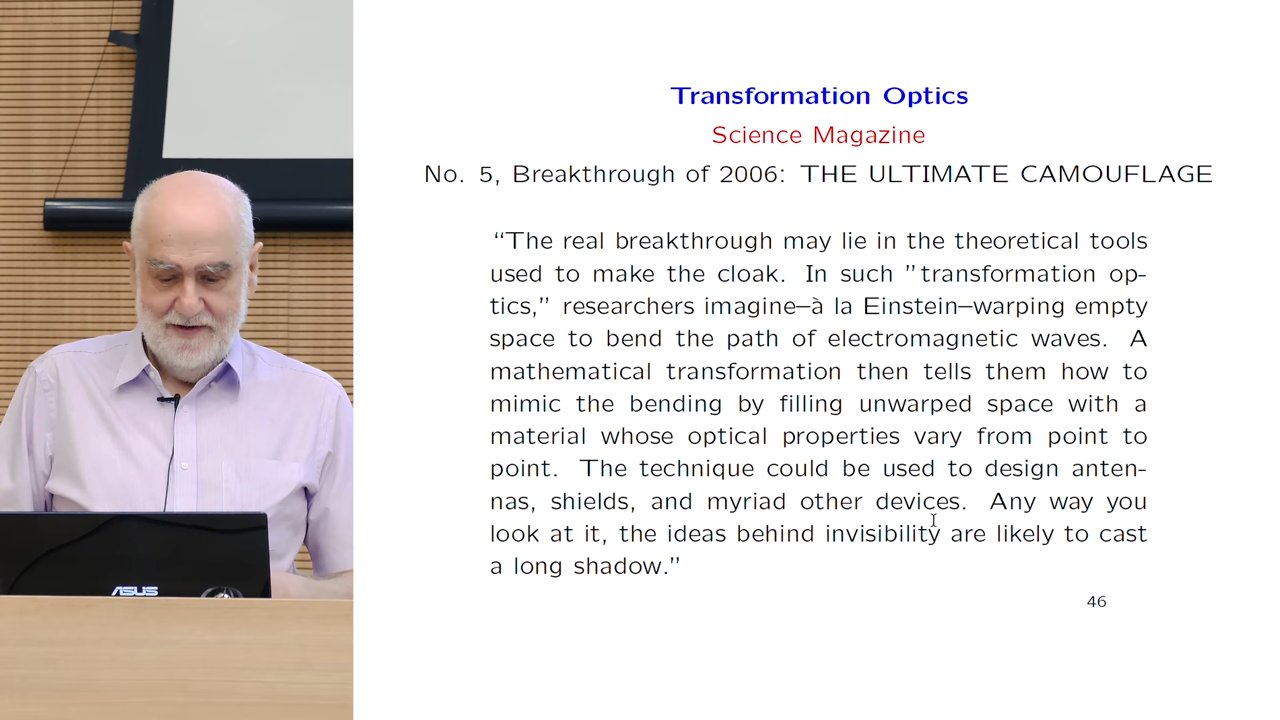 Transformation Optics
Science Magazine
No. 5, Breakthrough of 2006: THE ULTIMATE CAMOUFLAGE
“The real breakthrough may lie in the theoretical tools
used to make the cloak. In such ”transformation op-
tics,” researchers imagine–à la Einstein–warping empty
space to bend the path of electromagnetic waves. A
mathematical transformation then tells them how to
mimic the bending by filling unwarped space with a
material whose optical properties vary from point to
point. The technique could be used to design anten-
nas, shields, and myriad other devices. Any way you
look at it, the ideas behind invisibility are likely to cast
a long shadow.”
46
ASUS